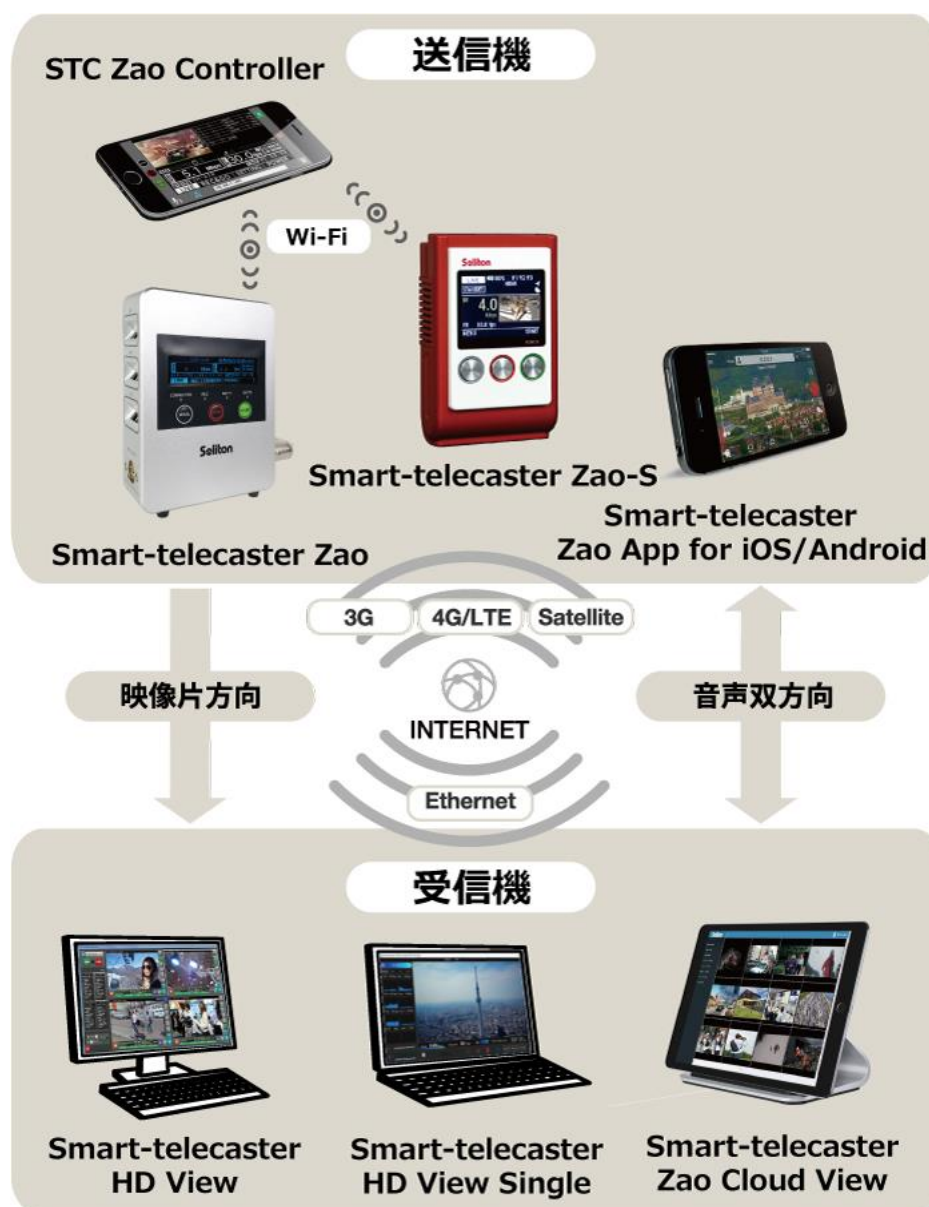 送信機
STC Zao Controller
Wi-Fi
Soliton
4.0
Soliton
Smart-telecaster Zao-S
Smart-telecaster Zao
Smart-telecaster
Zao App for iOS/Android
3G
4G/LTE
Satellite
映像片方向
INTERNET
音声双方向
Ethernet
受信機
Smart-telecaster
HD View
Smart-telecaster
HD View Single
Smart-telecaster
Zao Cloud View